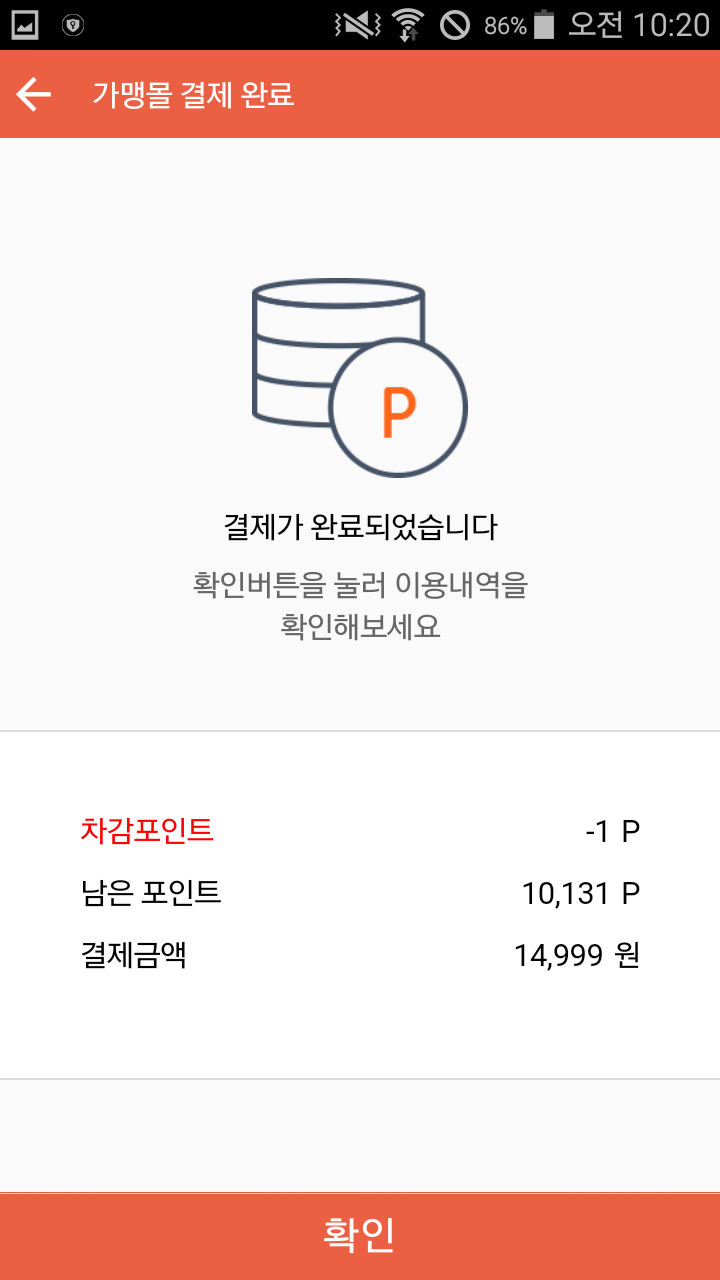 86% 오전 10:20
가맹몰 결제 완료
P
결제가 완료되었습니다
확인버튼을 눌러 이용내역을
확인해보세요
차감포인트 -1 P
남은 포인트 10,131 P
결제금액 14,999 원
확인